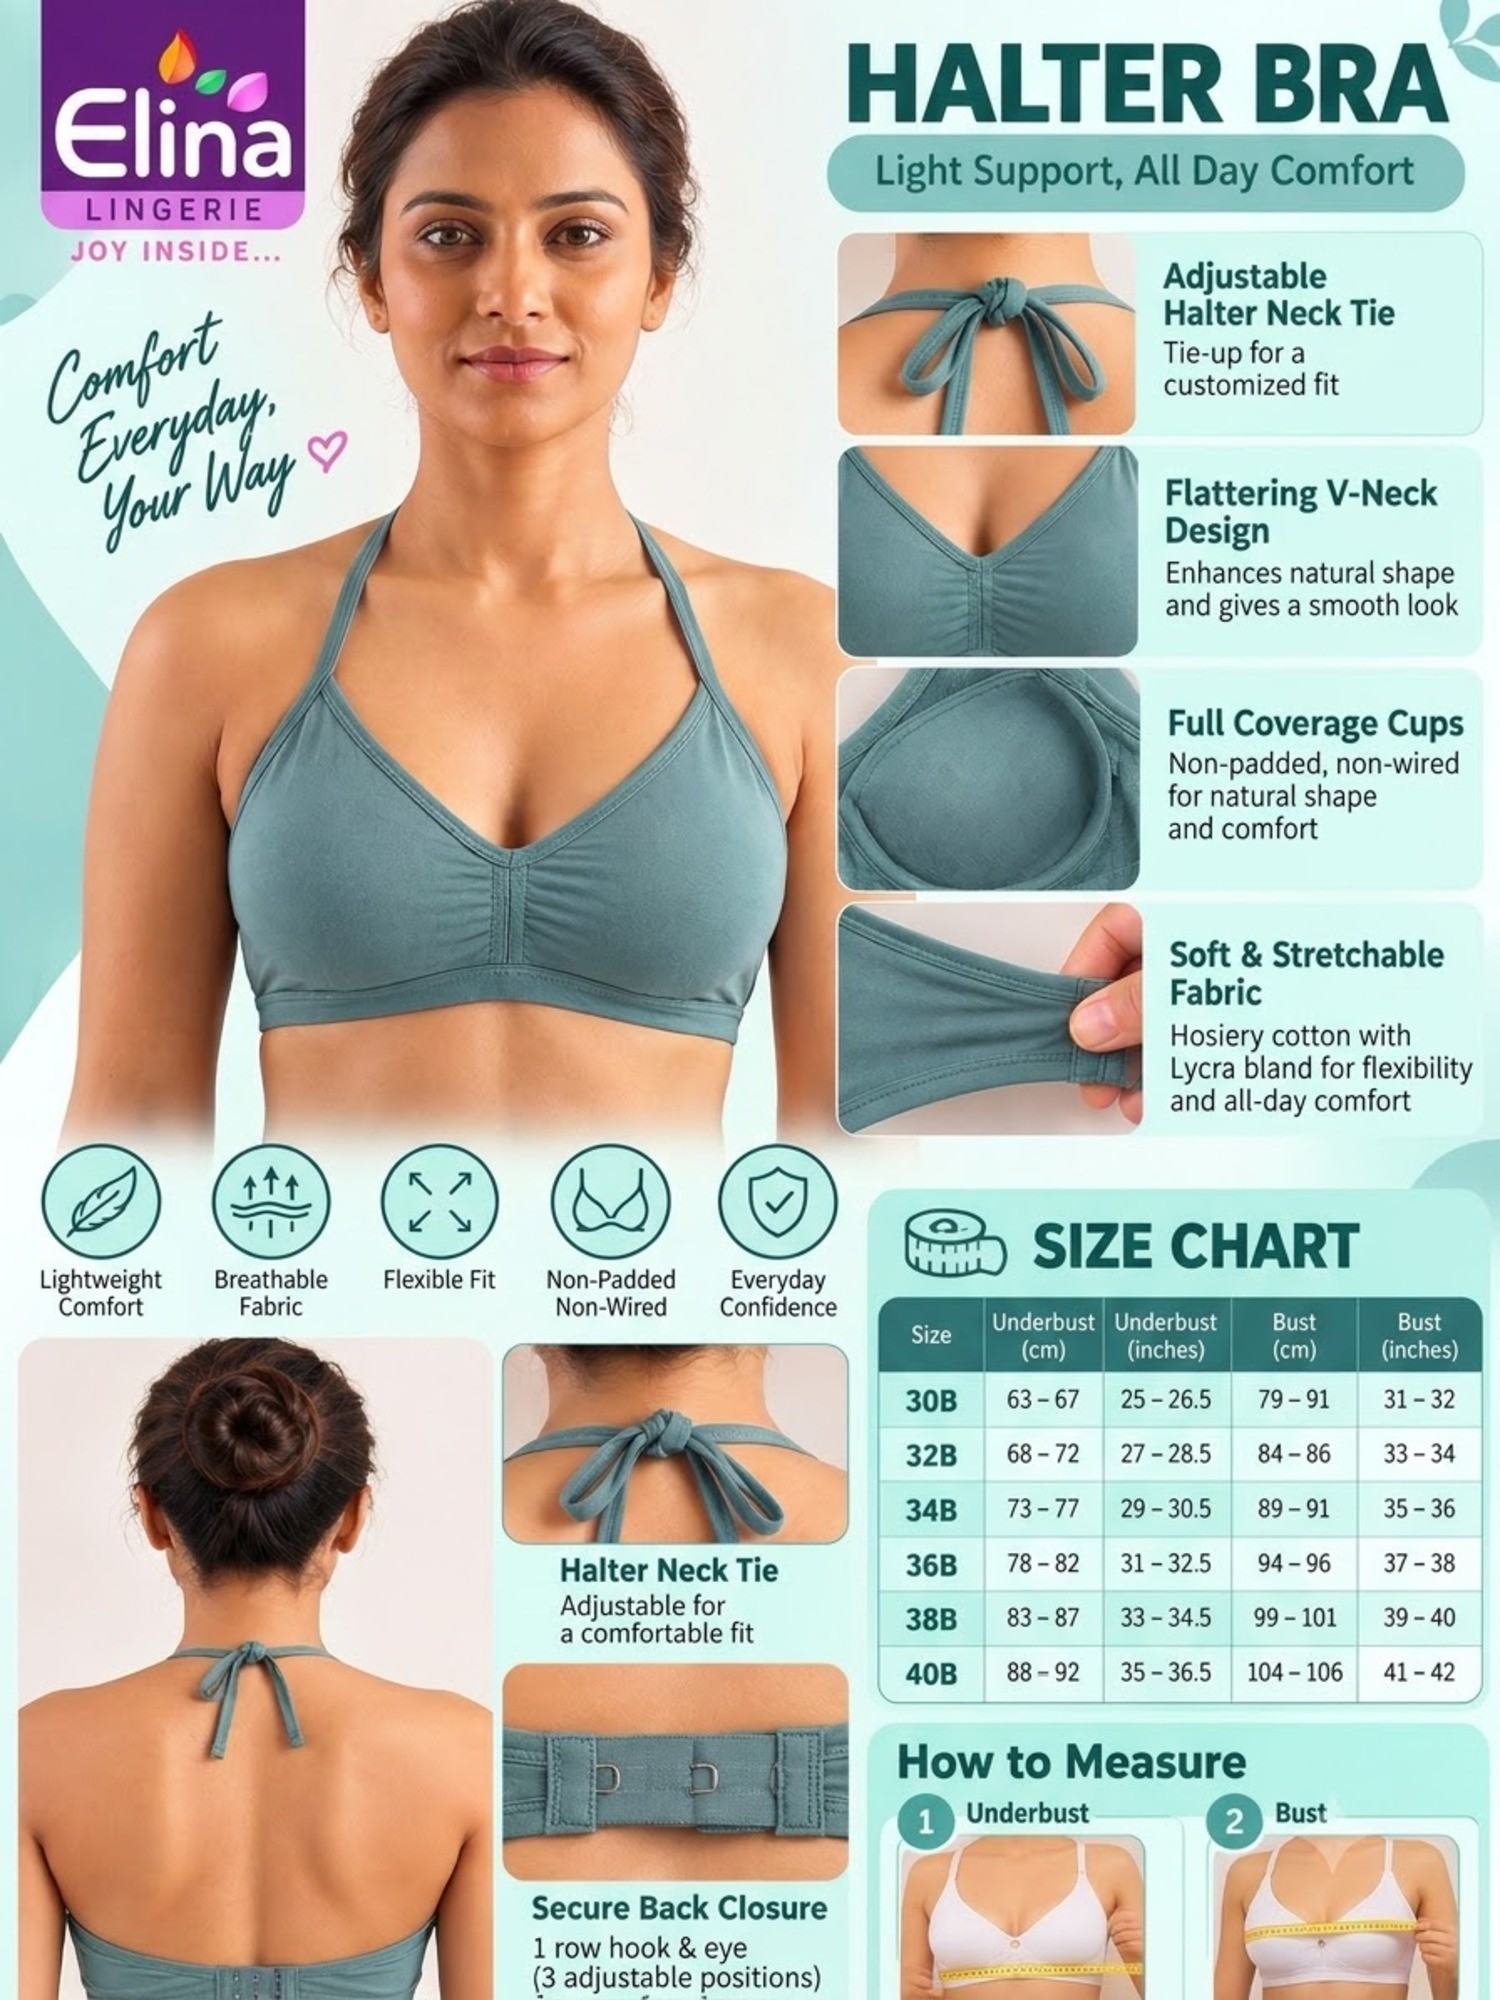 Elina
LINGERIE
JOY INSIDE...
Comfort
Everyday,
Your Way
HALTER BRA
Light Support, All Day Comfort
Adjustable
Halter Neck Tie
Tie-up for a
customized fit
Flattering V-Neck
Design
Enhances natural shape
and gives a smooth look
Full Coverage Cups
Non-padded, non-wired
for natural shape
and comfort
Soft & Stretchable
Fabric
Hosiery cotton with
Lycra bland for flexibility
and all-day comfort
Lightweight
Comfort
Breathable
Fabric
Flexible Fit
Non-Padded
Non-Wired
Everyday
Confidence
Halter Neck Tie
Adjustable for
a comfortable fit
Secure Back Closure
1 row hook & eye
(3 adjustable positions)
SIZE CHART
Size Underbust (cm) Underbust (inches) Bust (cm) Bust (inches)
30B 63 – 67 25 – 26.5 79 – 91 31 – 32
32B 68 – 72 27 – 28.5 84 – 86 33 – 34
34B 73 – 77 29 – 30.5 89 – 91 35 – 36
36B 78 – 82 31 – 32.5 94 – 96 37 – 38
38B 83 – 87 33 – 34.5 99 – 101 39 – 40
40B 88 – 92 35 – 36.5 104 – 106 41 – 42
How to Measure
1 Underbust
2 Bust